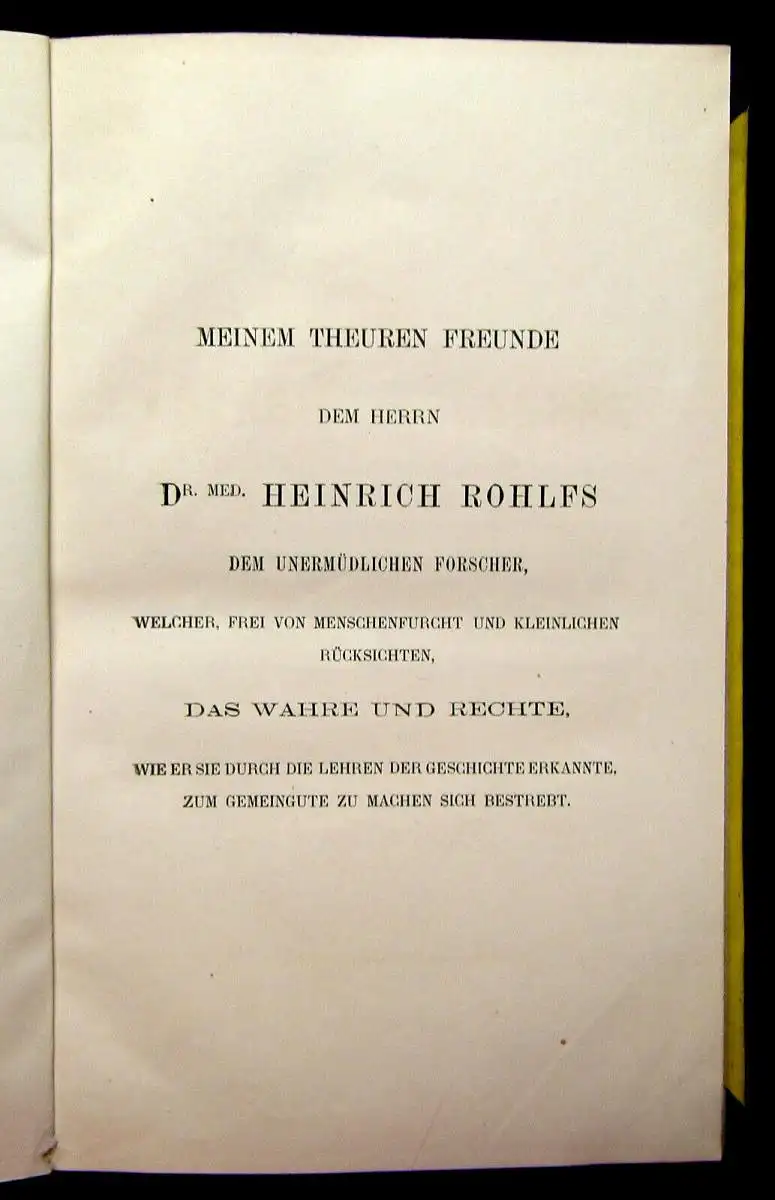 MEINEM THEUREN FREUNDE
DEM HERRN
DR. MED. HEINRICH ROHLFS
DEM UNERMÜDLICHEN FORSCHER,
WELCHER, FREI VON MENSCHENFURCHT UND KLEINLICHEN
RÜCKSICHTEN,
DAS WAHRE UND RECHTE,
WIE ER SIE DURCH DIE LEHREN DER GESCHICHTE ERKANNTE,
ZUM GEMEINGUTE ZU MACHEN SICH BESTREBT.